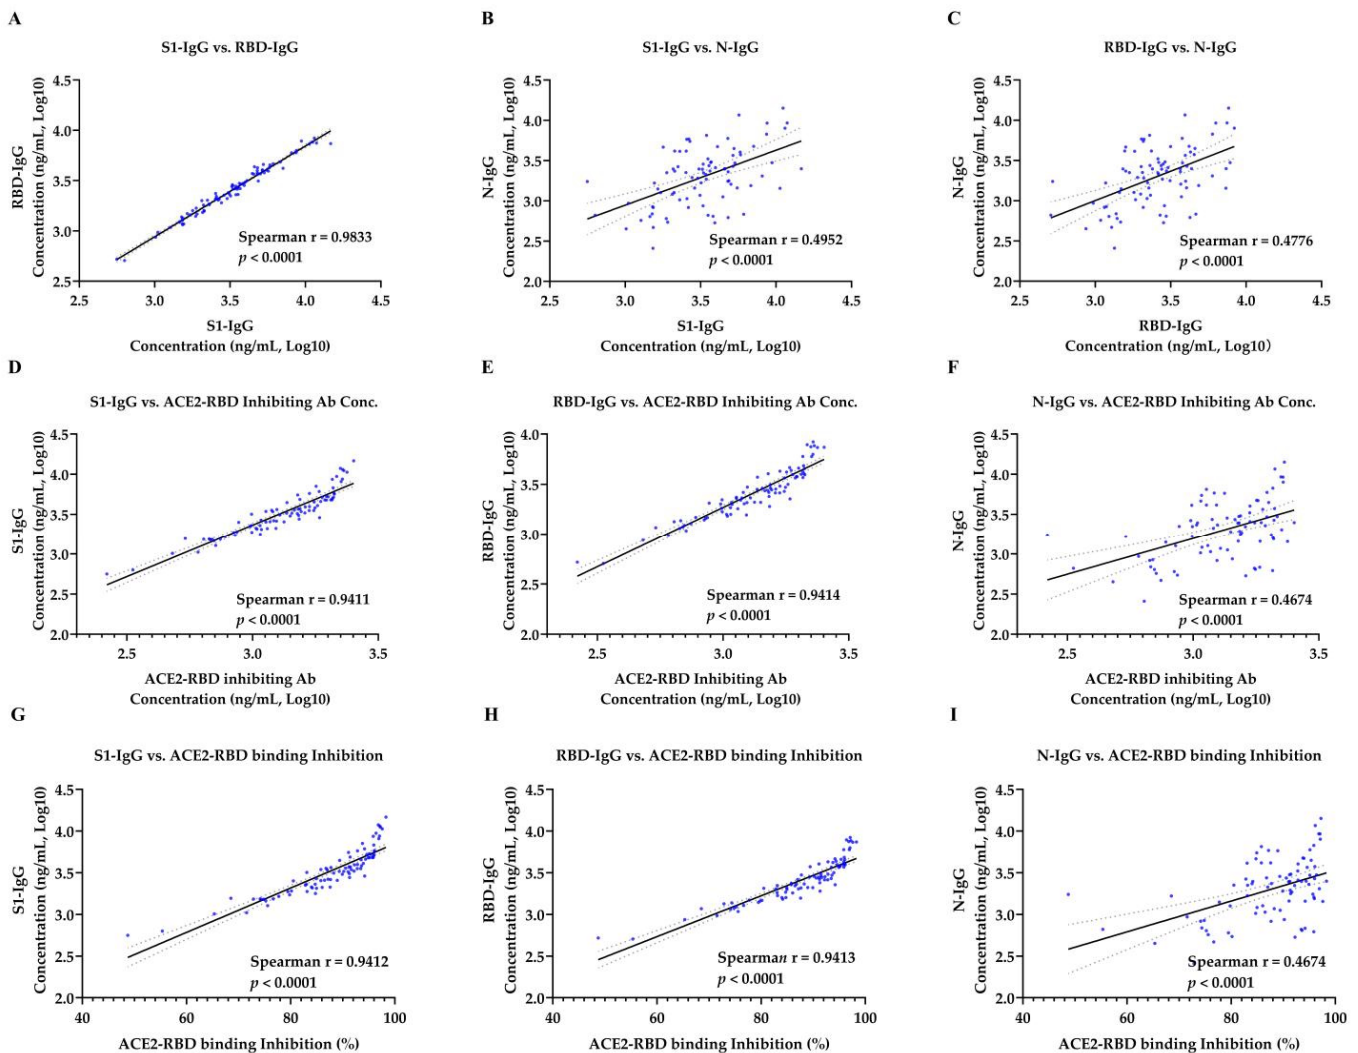 A
S1-IgG vs. RBD-IgG
RBD-IgG
Concentration (ng/mL, Log10)
4.5
4.0
3.5
3.0
2.5
Spearman r = 0.9833
p < 0.0001
2.5 3.0 3.5 4.0 4.5
S1-IgG
Concentration (ng/mL, Log10)
B
S1-IgG vs. N-IgG
N-IgG
Concentration (ng/mL, Log10)
4.5
4.0
3.5
3.0
2.5
2.0
Spearman r = 0.4952
p < 0.0001
2.5 3.0 3.5 4.0 4.5
S1-IgG
Concentration (ng/mL, Log10)
C
RBD-IgG vs. N-IgG
N-IgG
Concentration (ng/mL, Log10)
4.5
4.0
3.5
3.0
2.5
2.0
Spearman r = 0.4776
p < 0.0001
2.5 3.0 3.5 4.0 4.5
RBD-IgG
Concentration (ng/mL, Log10)
D
S1-IgG vs. ACE2-RBD Inhibiting Ab Conc.
S1-IgG
Concentration (ng/mL, Log10)
4.5
4.0
3.5
3.0
2.5
2.0
Spearman r = 0.9411
p < 0.0001
2.5 3.0 3.5
ACE2-RBD inhibiting Ab
Concentration (ng/mL, Log10)
E
RBD-IgG vs. ACE2-RBD Inhibiting Ab Conc.
RBD-IgG
Concentration (ng/mL, Log10)
4.0
3.5
3.0
2.5
2.0
Spearman r = 0.9414
p < 0.0001
2.5 3.0 3.5
ACE2-RBD Inhibiting Ab
Concentration (ng/mL, Log10)
F
N-IgG vs. ACE2-RBD Inhibiting Ab Conc.
N-IgG
Concentration (ng/mL, Log10)
4.5
4.0
3.5
3.0
2.5
2.0
Spearman r = 0.4674
p < 0.0001
2.5 3.0 3.5
ACE2-RBD inhibiting Ab
Concentration (ng/mL, Log10)
G
S1-IgG vs. ACE2-RBD binding Inhibition
S1-IgG
Concentration (ng/mL, Log10)
4.5
4.0
3.5
3.0
2.5
2.0
Spearman r = 0.9412
p < 0.0001
40 60 80 100
ACE2-RBD binding Inhibition (%)
H
RBD-IgG vs. ACE2-RBD binding Inhibition
RBD-IgG
Concentration (ng/mL, Log10)
4.5
4.0
3.5
3.0
2.5
2.0
Spearman r = 0.9413
p < 0.0001
40 60 80 100
ACE2-RBD binding Inhibition (%)
I
N-IgG vs. ACE2-RBD binding Inhibition
N-IgG
Concentration (ng/mL, Log10)
4.5
4.0
3.5
3.0
2.5
2.0
Spearman r = 0.4674
p < 0.0001
40 60 80 100
ACE2-RBD binding Inhibition (%)